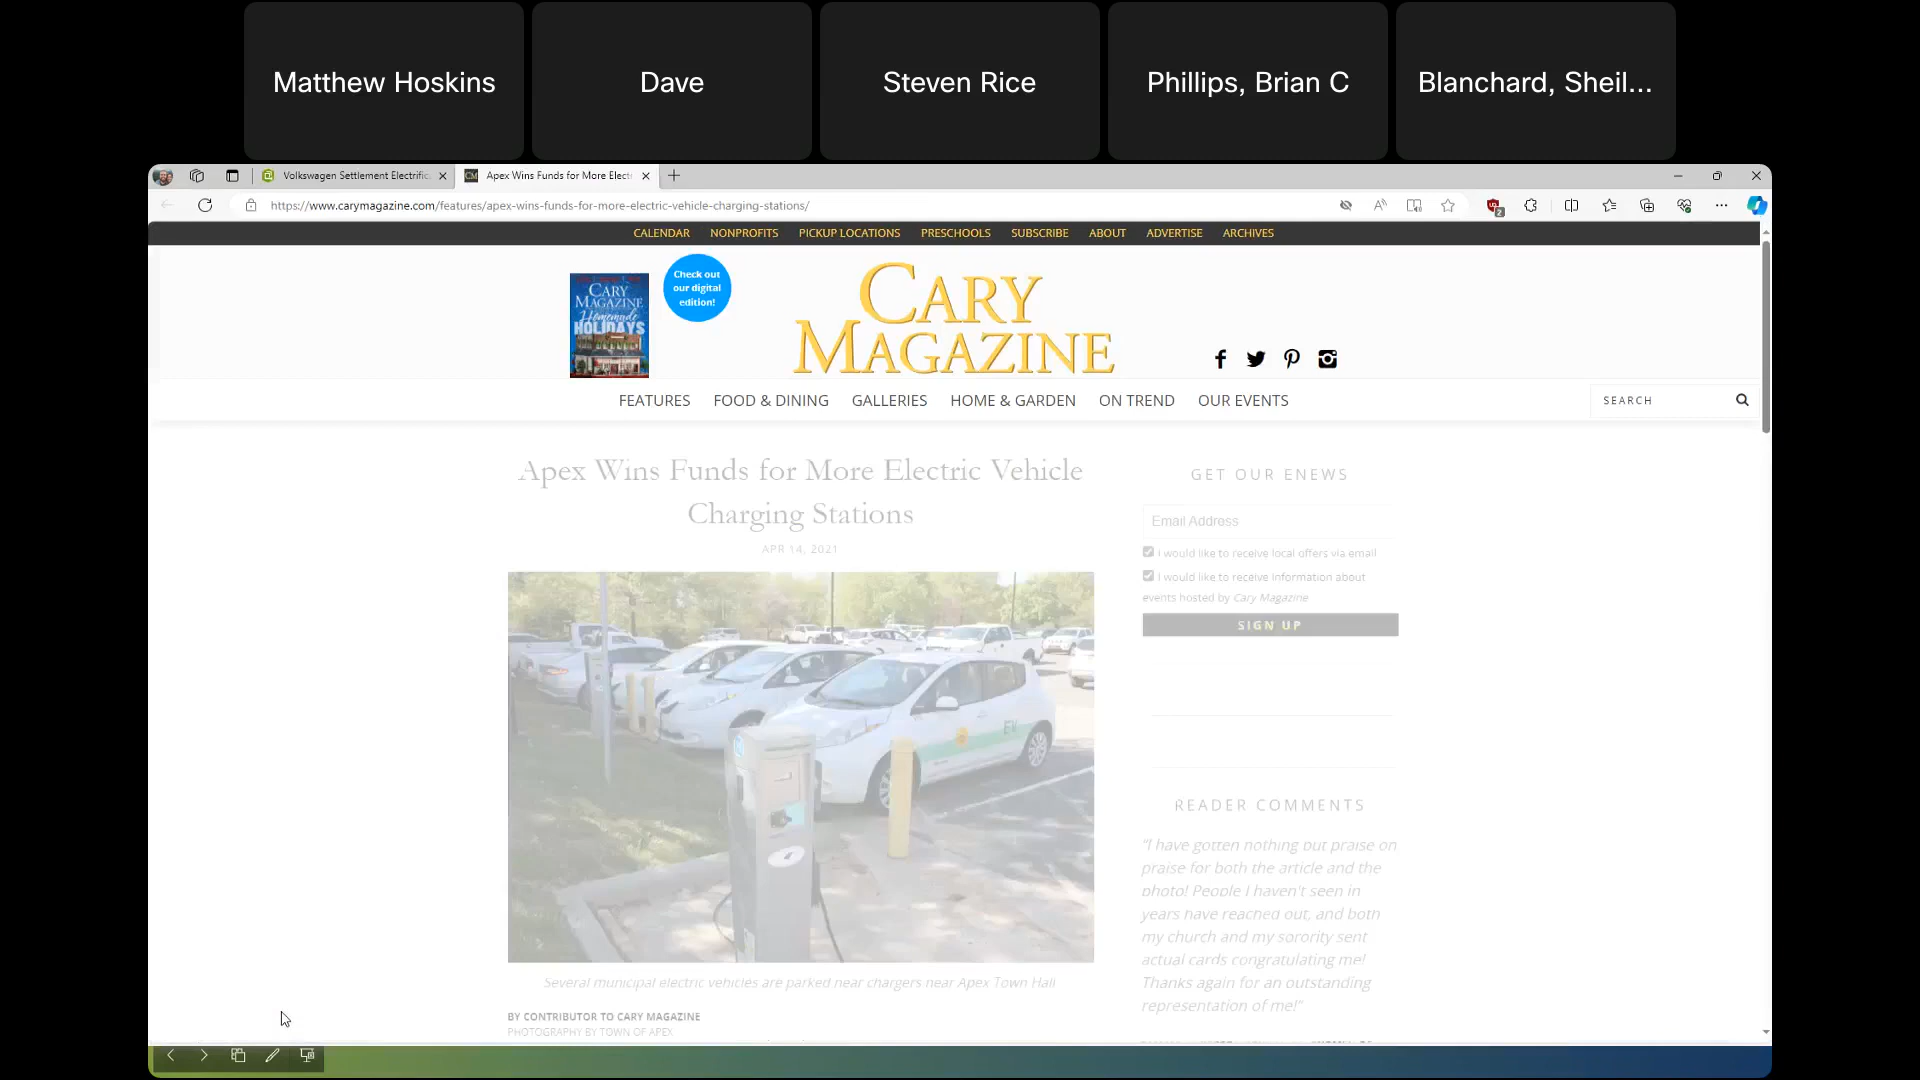 Matthew Hoskins
Dave
Steven Rice
Phillips, Brian C
Blanchard, Sheil...
Volkswagen Settlement Electrific
Apex Wins Funds for More Elect
https://www.carymagazine.com/features/apex-wins-funds-for-more-electric-vehicle-charging-stations/
2
CALENDAR NONPROFITS PICKUP LOCATIONS PRESCHOOLS SUBSCRIBE ABOUT ADVERTISE ARCHIVES
CARY
MAGAZINE
Homemade
HOLIDAYS
Check out
our digital
edition!
CARY
MAGAZINE
FEATURES FOOD & DINING GALLERIES HOME & GARDEN ON TREND OUR EVENTS
SEARCH
Apex Wins Funds for More Electric Vehicle
Charging Stations
APR 14, 2021
EV
Several municipal electric vehicles are parked near chargers near Apex Town Hall
BY CONTRIBUTOR TO CARY MAGAZINE
PHOTOGRAPHY BY TOWN OF APEX
GET OUR ENEWS
Email Address
I would like to receive local offers via email
I would like to receive information about
events hosted by Cary Magazine
SIGN UP
READER COMMENTS
"I have gotten nothing but praise on
praise for both the article and the
photo! People I haven't seen in
years have reached out, and both
my church and my sorority sent
actual cards congratulating me!
Thanks again for an outstanding
representation of me!"